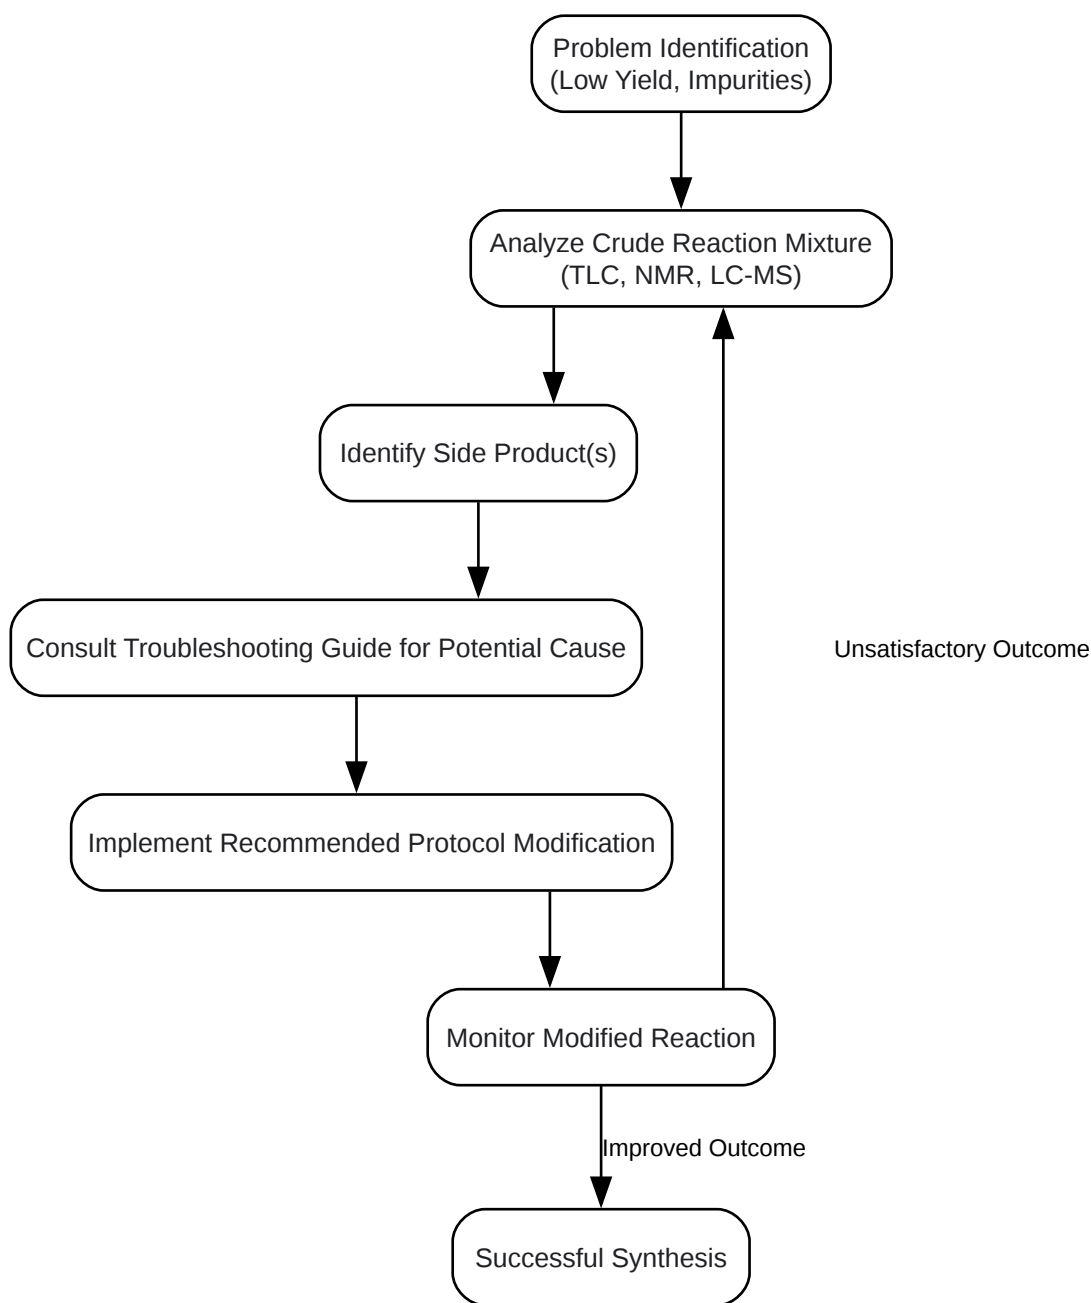 Problem Identification
(Low Yield, Impurities)
Analyze Crude Reaction Mixture
(TLC, NMR, LC-MS)
Identify Side Product(s)
Consult Troubleshooting Guide for Potential Cause
Unsatisfactory Outcome
Implement Recommended Protocol Modification
Monitor Modified Reaction
Improved Outcome
Successful Synthesis